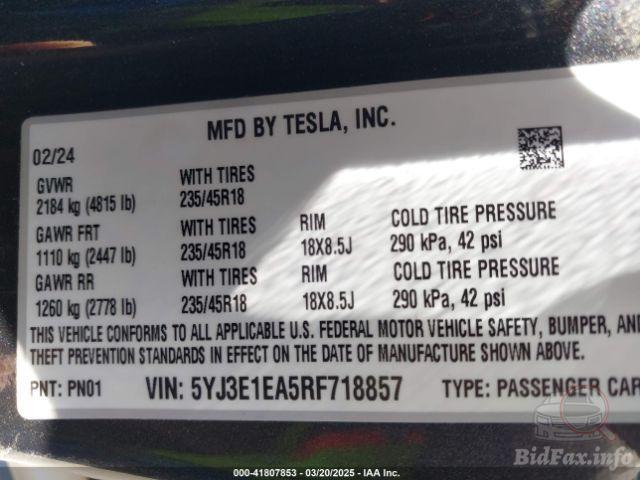 MFD BY TESLA, INC.
02/24
GVWR WITH TIRES
2184 kg (4815 lb) 235/45R18
GAWR FRT WITH TIRES RIM COLD TIRE PRESSURE
1110 kg (2447 lb) 235/45R18 18X8.5J 290 kPa, 42 psi
GAWR RR WITH TIRES RIM COLD TIRE PRESSURE
1260 kg (2778 lb) 235/45R18 18X8.5J 290 kPa, 42 psi
THIS VEHICLE CONFORMS TO ALL APPLICABLE U.S. FEDERAL MOTOR VEHICLE SAFETY, BUMPER, AND
THEFT PREVENTION STANDARDS IN EFFECT ON THE DATE OF MANUFACTURE SHOWN ABOVE.
PNT: PN01 VIN: 5YJ3E1EA5RF718857 TYPE: PASSENGER CAR
BidFax.info
(000)-41807853 — 03/20/2025 — IAA Inc.